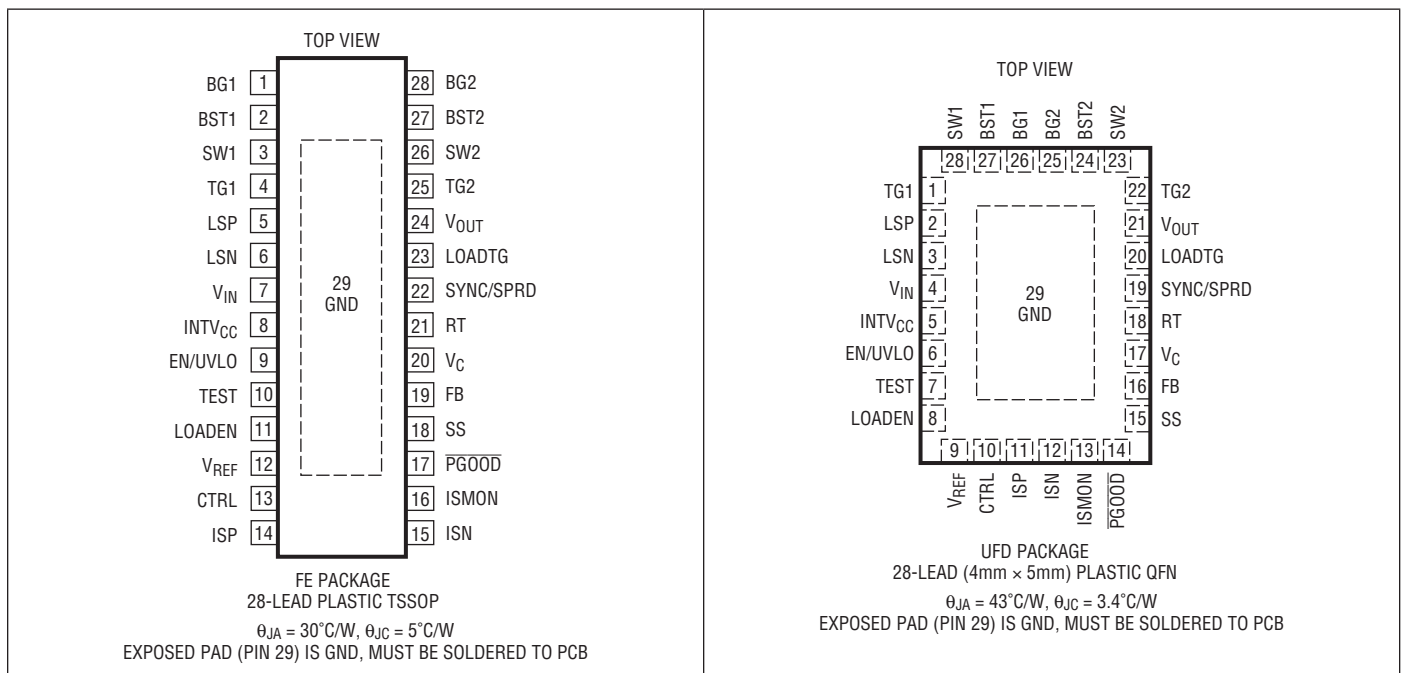 TOP VIEW
BG1 1 28 BG2
BST1 2 27 BST2
SW1 3 26 SW2
TG1 4 25 TG2
LSP 5 24 VOUT
LSN 6 23 LOADTG
VIN 7 22 SYNC/SPRD
29
GND
INTVCC 8 21 RT
EN/UVLO 9 20 VC
TEST 10 19 FB
LOADEN 11 18 SS
VREF 12 17 PGOOD
CTRL 13 16 ISMON
ISP 14 15 ISN
FE PACKAGE
28-LEAD PLASTIC TSSOP
θJA = 30°C/W, θJC = 5°C/W
EXPOSED PAD (PIN 29) IS GND, MUST BE SOLDERED TO PCB
TOP VIEW
SW1 BST1 BG1 BG2 BST2 SW2
28 27 26 25 24 23
TG1 1 22 TG2
LSP 2 21 VOUT
LSN 3 20 LOADTG
VIN 4 19 SYNC/SPRD
29
GND
INTVCC 5 18 RT
EN/UVLO 6 17 VC
TEST 7 16 FB
LOADEN 8 15 SS
9 10 11 12 13 14
VREF CTRL ISP ISN ISMON PGOOD
UFD PACKAGE
28-LEAD (4mm × 5mm) PLASTIC QFN
θJA = 43°C/W, θJC = 3.4°C/W
EXPOSED PAD (PIN 29) IS GND, MUST BE SOLDERED TO PCB